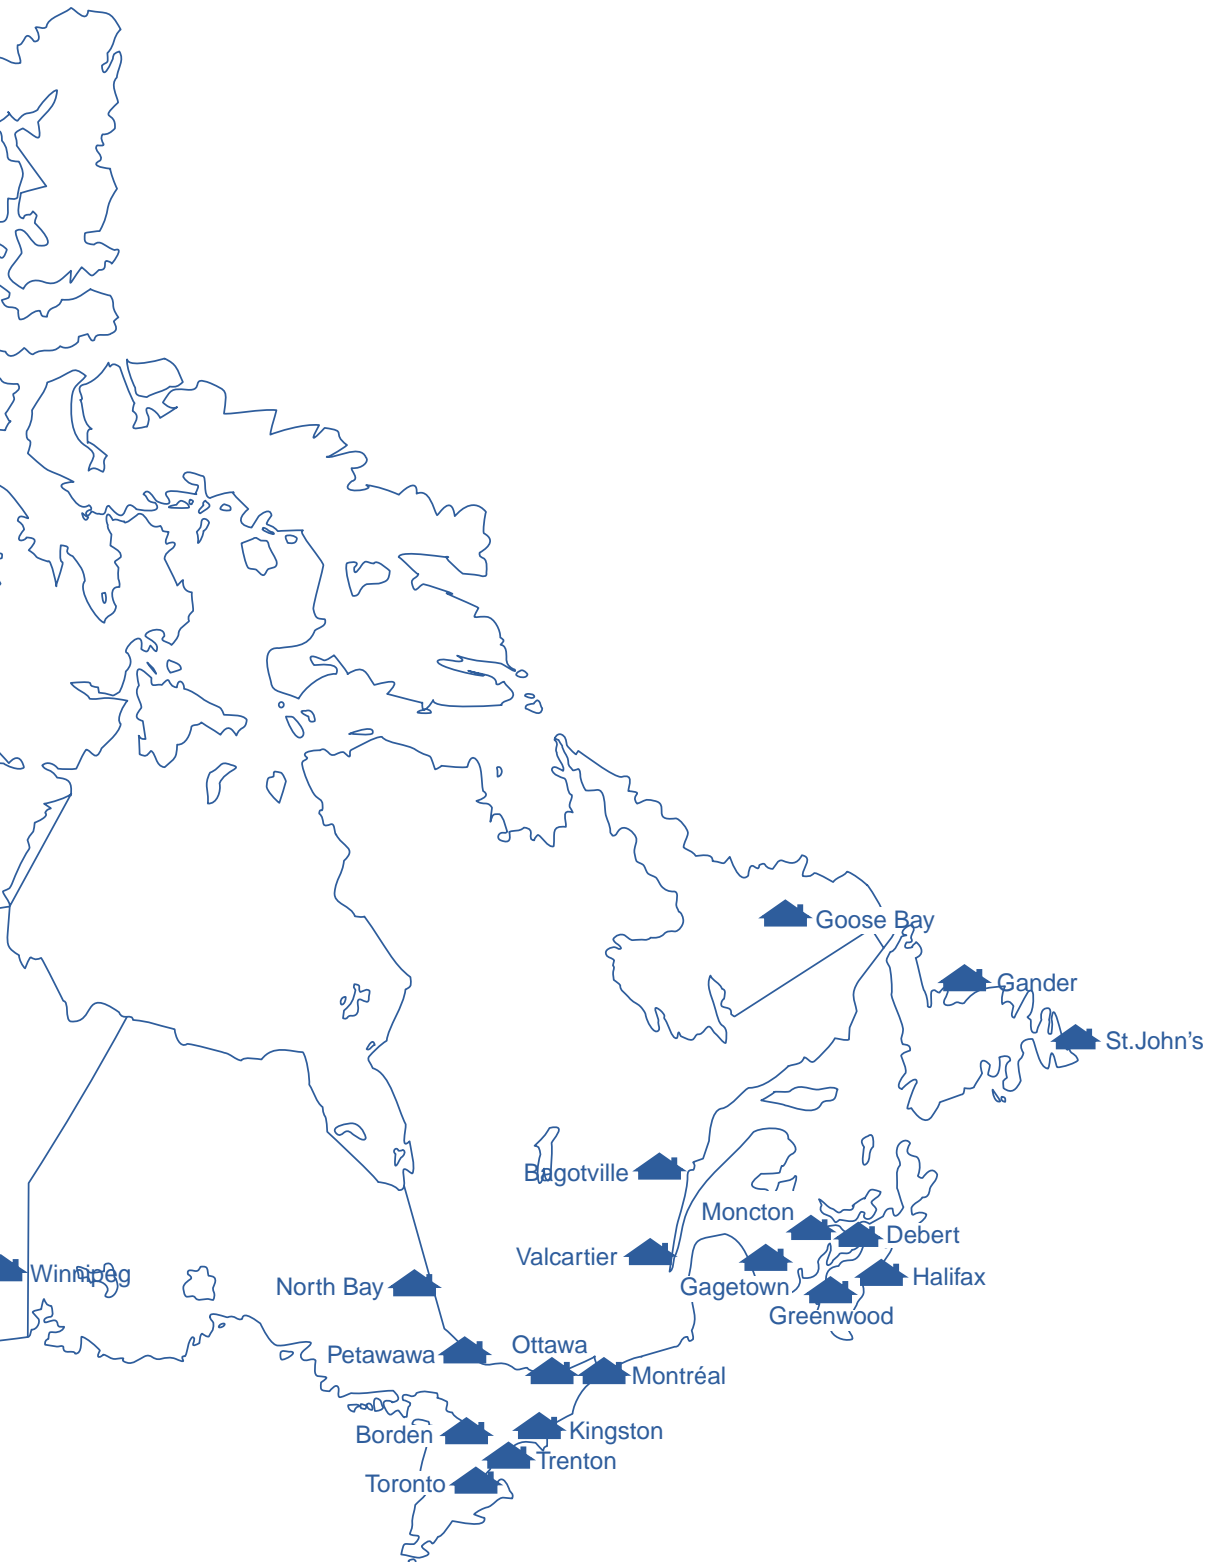 Goose Bay
Gander
St.John's
Bagotville
Moncton
Debert
Valcartier
Winnipeg
North Bay
Gagetown
Halifax
Greenwood
Ottawa
Petawawa
Montréal
Borden
Kingston
Trenton
Toronto